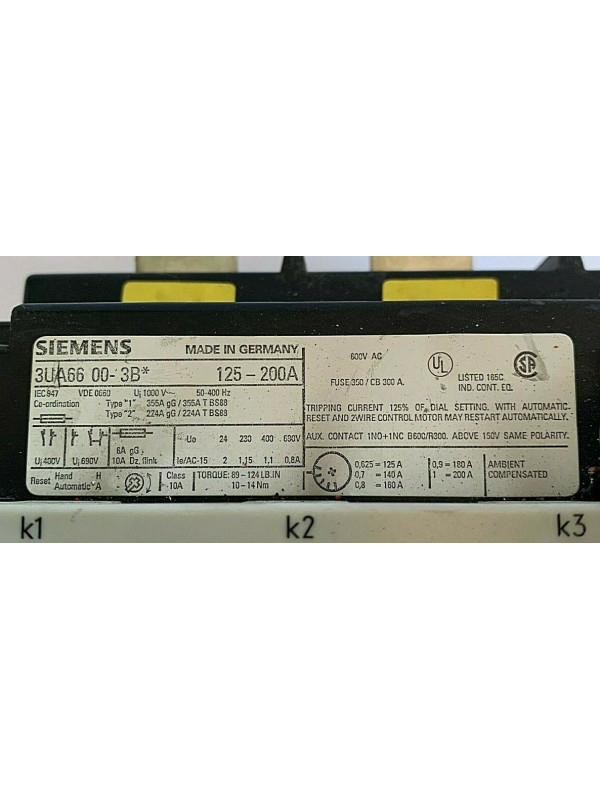 SIEMENS MADE IN GERMANY
3UA66 00-3B* 125-200A
IEC947 VDE 0660 Ui 1000 V~ 50-400 Hz
Co-ordination Type "1" 355A gG / 355A T BS88
Type "2" 224A gG / 224A T BS88
Ui 400V Ui 690V
6A gG
10A Dz. flink
-Ue 24 230 400 690V
Ie/AC-15 2 1,15 1,1 0,8A
Reset Hand H
Automatic A
Class
10A
TORQUE: 89-124 LB.IN
10-14 Nm
600V AC
FUSE 350 / CB 300 A.
UL
LISTED 165C
IND. CONT. EQ.
SA
TRIPPING CURRENT 125% OF DIAL SETTING. WITH AUTOMATIC
RESET AND 2WIRE CONTROL MOTOR MAY RESTART AUTOMATICALLY.
AUX. CONTACT 1NO+1NC B600/R300. ABOVE 150V SAME POLARITY.
0,625 = 125 A
0,7 = 140 A
0,8 = 160 A
0,9 = 180 A
1 = 200 A
AMBIENT
COMPENSATED
k1 k2 k3